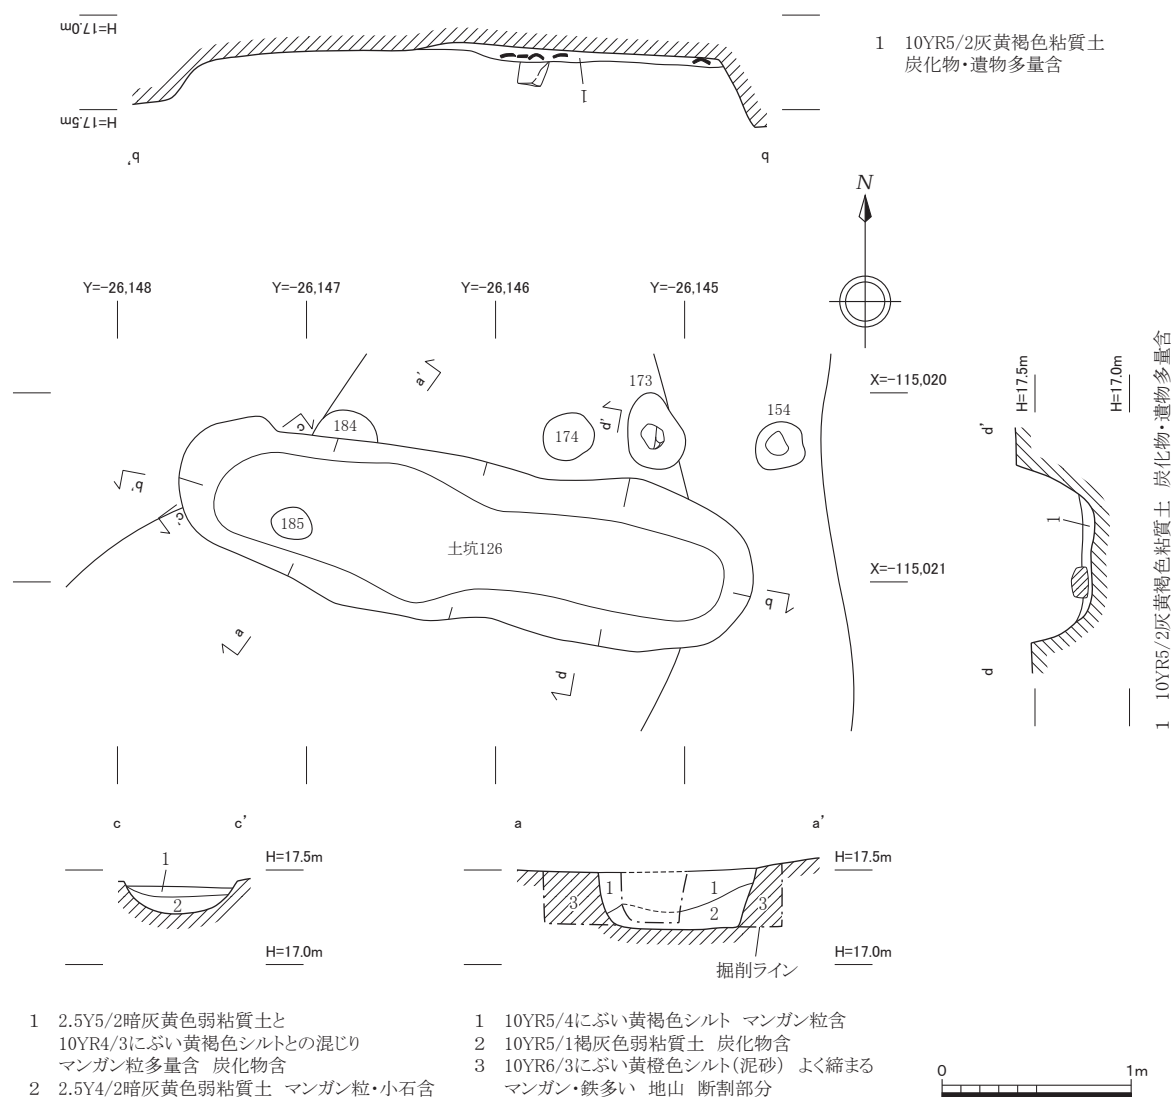 H=17.0m
H=17.5m
b'
b
1
1 10YR5/2灰黄褐色粘質土
炭化物・遺物多量含
N
Y=-26,148
Y=-26,147
Y=-26,146
Y=-26,145
X=-115,020
X=-115,021
a'
c
184
174
d'
173
154
b'
c'
185
土坑126
a
d
b
H=17.5m
H=17.0m
d'
1
d
1 10YR5/2灰黄褐色粘質土 炭化物・遺物多量含
c
c'
1
2
H=17.5m
H=17.0m
a
a'
3
1
1
2
3
H=17.5m
H=17.0m
掘削ライン
1 2.5Y5/2暗灰黄色弱粘質土と
10YR4/3にぶい黄褐色シルトとの混じり
マンガン粒多量含 炭化物含
2 2.5Y4/2暗灰黄色弱粘質土 マンガン粒・小石含
1 10YR5/4にぶい黄褐色シルト マンガン粒含
2 10YR5/1褐灰色弱粘質土 炭化物含
3 10YR6/3にぶい黄橙色シルト(泥砂) よく締まる
マンガン・鉄多い 地山 断割部分
0
1m